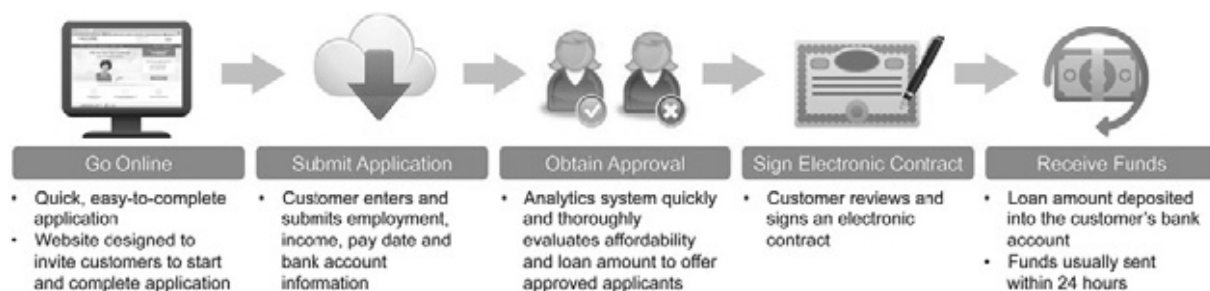 Go Online
Submit Application
Obtain Approval
Sign Electronic Contract
Receive Funds
• Quick, easy-to-complete
application
• Website designed to
invite customers to start
and complete application
• Customer enters and
submits employment,
income, pay date and
bank account
information
• Analytics system quickly
and thoroughly
evaluates affordability
and loan amount to offer
approved applicants
• Customer reviews and
signs an electronic
contract
• Loan amount deposited
into the customer's bank
account
• Funds usually sent
within 24 hours